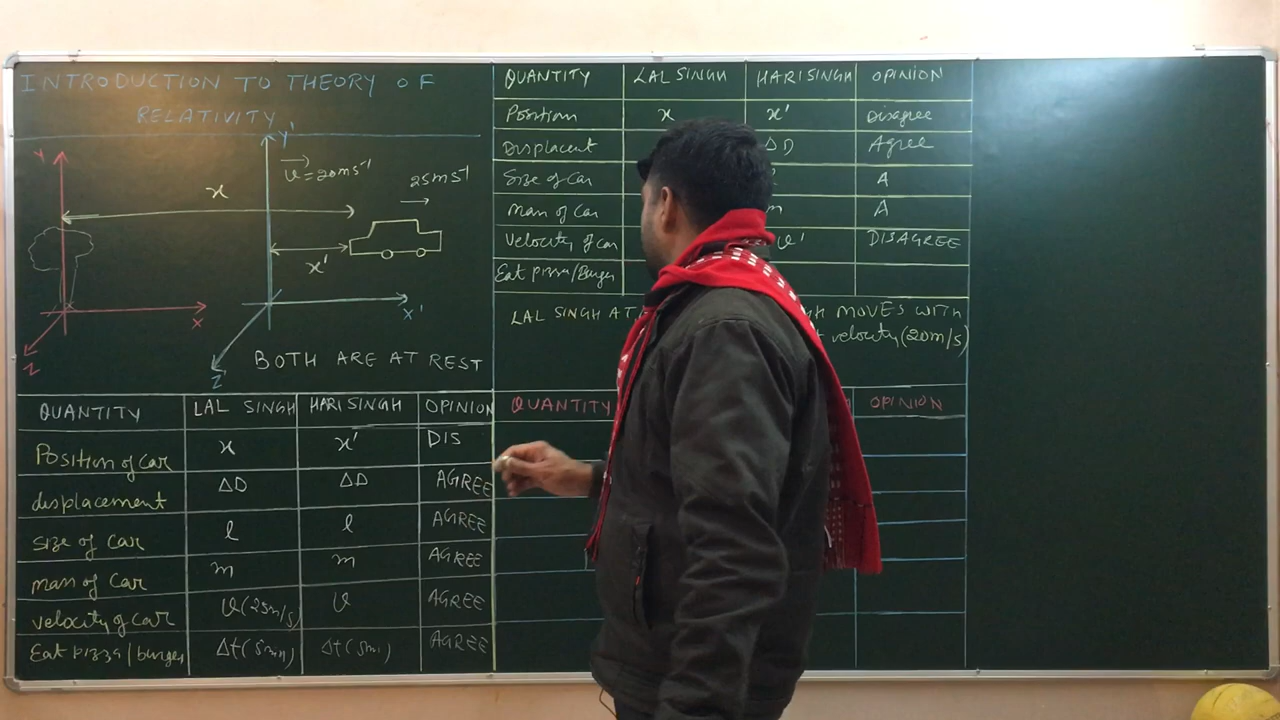 INTRODUCTION TO THEORY OF
RELATIVITY
Y
Y'
x
v = 20ms⁻¹
25ms⁻¹
x'
X
X'
Z
Z'
BOTH ARE AT REST
QUANTITY LAL SINGH HARI SINGH OPINION
Position of car x x' DIS
displacement ΔD ΔD AGREE
size of car l l AGREE
mass of car m m AGREE
velocity of car v(25m/s) v AGREE
Eat pizza/burger Δt(5min) Δt(5mi) AGREE
QUANTITY LAL SINGH HARI SINGH OPINION
Position x x' Disagree
Displacent ΔD Agree
Size of Car A
Mass of Car m A
Velocity of car v' DISAGREE
Eat pizza/Burger
LAL SINGH AT GH MOVES WITH
velocity (20m/s)
QUANTITY OPINION